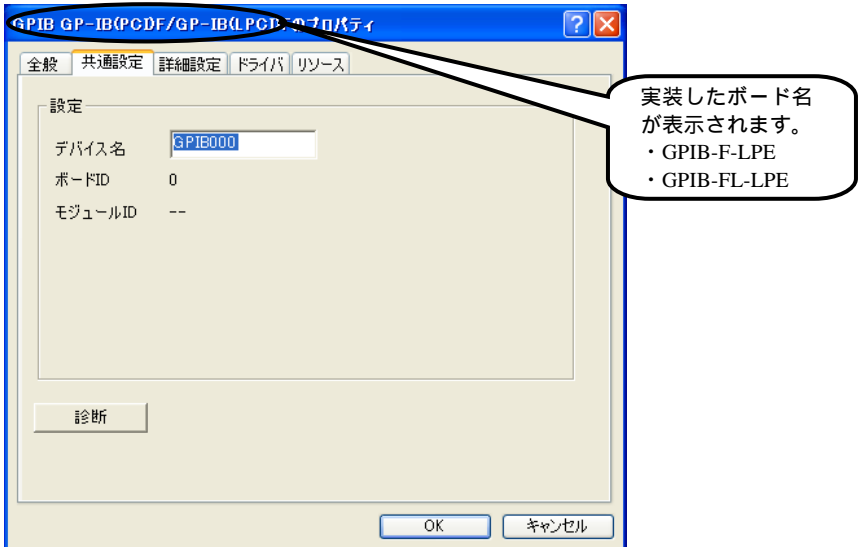 GPIB GP-IB(PCI)F/GP-IB(LPCI)Fのプロパティ
全般 共通設定 詳細設定 ドライバ リソース
設定
デバイス名 GPIB000
ボードID 0
モジュールID --
診断
OK キャンセル
実装したボード名
が表示されます。
・GPIB-F-LPE
・GPIB-FL-LPE